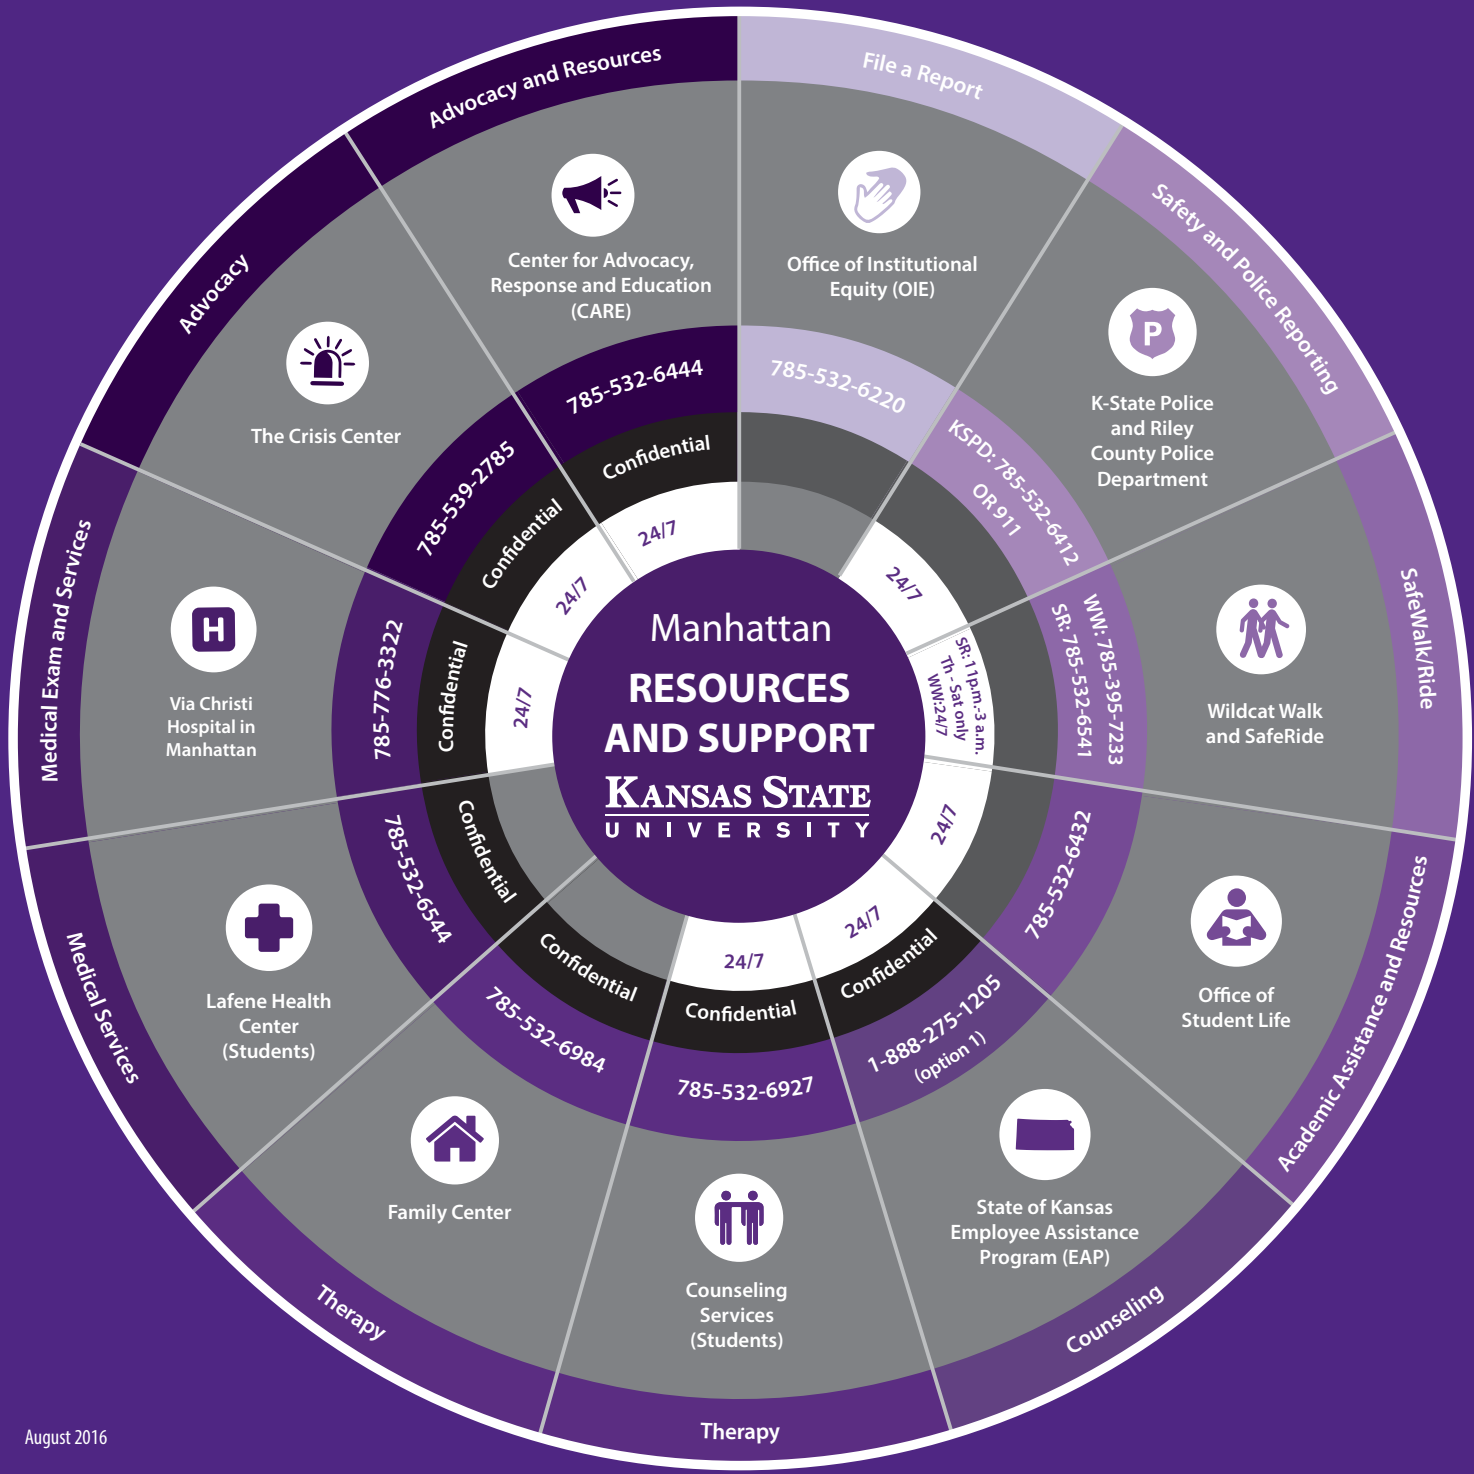 Manhattan
RESOURCES
AND SUPPORT
KANSAS STATE
UNIVERSITY
File a Report
Office of Institutional
Equity (OIE)
785-532-6220
Safety and Police Reporting
K-State Police
and Riley
County Police
Department
KSPD: 785-532-6412
OR 911
24/7
SafeWalk/Ride
Wildcat Walk
and SafeRide
WW: 785-395-7233
SR: 785-532-6541
SR: 11p.m.-3 a.m.
Th - Sat only
WW:24/7
Academic Assistance and Resources
Office of
Student Life
785-532-6432
24/7
Counseling
State of Kansas
Employee Assistance
Program (EAP)
1-888-275-1205
(option 1)
Confidential
24/7
Therapy
Counseling
Services
(Students)
785-532-6927
Confidential
24/7
Therapy
Family Center
785-532-6984
Confidential
Medical Services
Lafene Health
Center
(Students)
785-532-6544
Confidential
Medical Exam and Services
H
Via Christi
Hospital in
Manhattan
785-776-3322
Confidential
24/7
Advocacy
The Crisis Center
785-539-2785
Confidential
24/7
Advocacy and Resources
Center for Advocacy,
Response and Education
(CARE)
785-532-6444
Confidential
24/7
P
August 2016